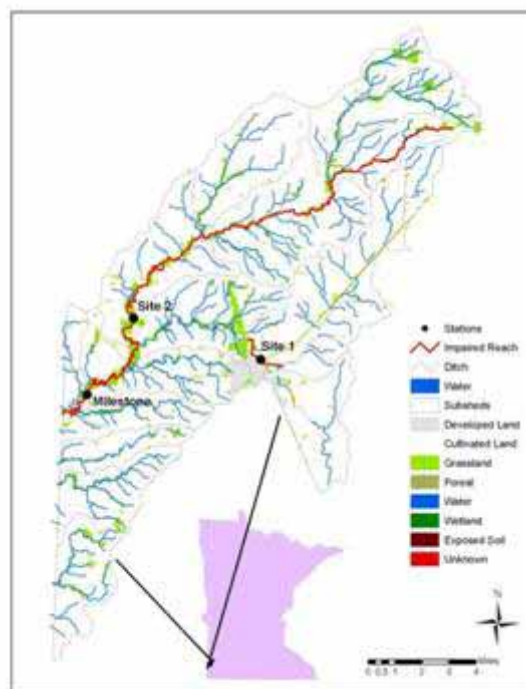 Site 2
Site 1
Milestone
Stations
Impaired Reach
Ditch
Water
Subsheds
Developed Land
Cultivated Land
Grassland
Forest
Water
Wetland
Exposed Soil
Unknown
N
Miles